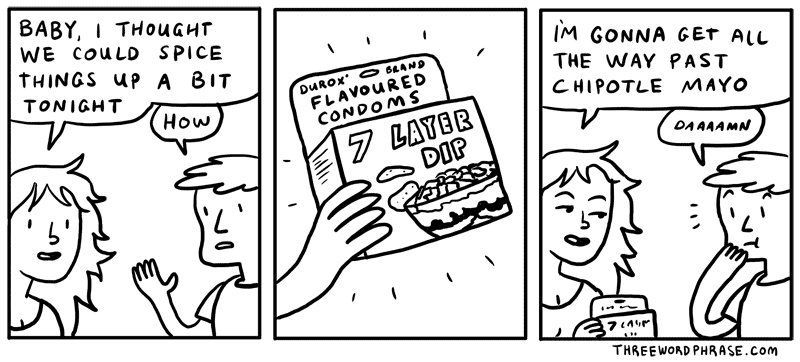 BABY, I THOUGHT
WE COULD SPICE
THINGS UP A BIT
TONIGHT
HOW
DUROX' BRAND
FLAVOURED
CONDOMS
7 LAYER
DIP
I'M GONNA GET ALL
THE WAY PAST
CHIPOTLE MAYO
DAAAAMN
7 LAYER
THREEWORDPHRASE.COM